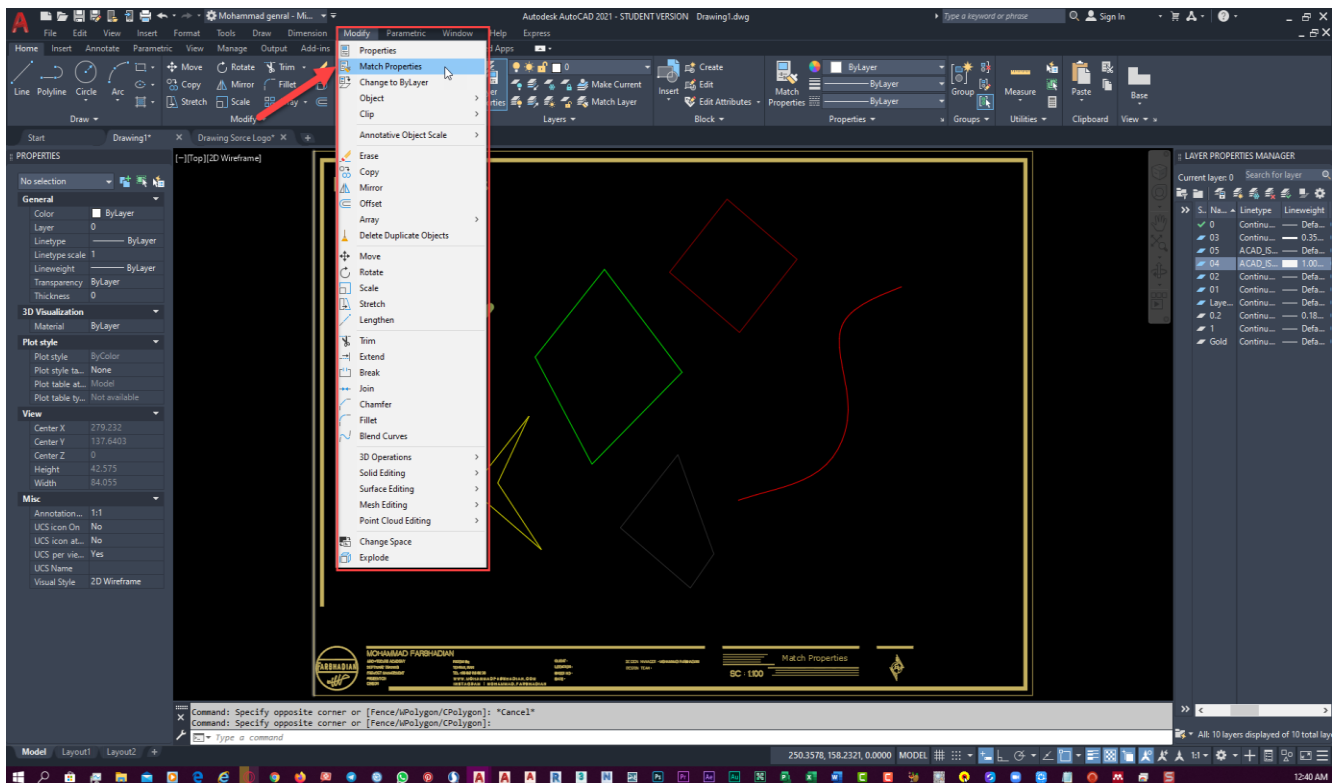 Mohammad genral - Mi...
Autodesk AutoCAD 2021 - STUDENT VERSION Drawing1.dwg
Type a keyword or phrase
Sign In
File Edit View Insert Format Tools Draw Dimension Modify Parametric Window Help Express
Home Insert Annotate Parametric View Manage Output Add-ins
d Apps
Line Polyline Circle Arc
Move Rotate Trim
Copy Mirror Fillet
Stretch Scale
Draw
Modify
0
Make Current
Match Layer
Layers
Insert
Create
Edit
Edit Attributes
Block
Match Properties
ByLayer
ByLayer
ByLayer
Properties
Group
Groups
Measure
Utilities
Paste
Clipboard
Base
View
Start Drawing1* Drawing Sorce Logo*
Properties
Match Properties
Change to ByLayer
Object
Clip
Annotative Object Scale
Erase
Copy
Mirror
Offset
Array
Delete Duplicate Objects
Move
Rotate
Scale
Stretch
Lengthen
Trim
Extend
Break
Join
Chamfer
Fillet
Blend Curves
3D Operations
Solid Editing
Surface Editing
Mesh Editing
Point Cloud Editing
Change Space
Explode
PROPERTIES
[−][Top][2D Wireframe]
No selection
General
Color ByLayer
Layer 0
Linetype ByLayer
Linetype scale 1
Lineweight ByLayer
Transparency ByLayer
Thickness 0
3D Visualization
Material ByLayer
Plot style
Plot style ByColor
Plot style ta... None
Plot table at... Model
Plot table ty... Not available
View
Center X 279.232
Center Y 137.6403
Center Z 0
Height 42.575
Width 84.055
Misc
Annotation... 1:1
UCS icon On No
UCS icon at... No
UCS per vie... Yes
UCS Name
Visual Style 2D Wireframe
LAYER PROPERTIES MANAGER
Current layer: 0 Search for layer
S.. Na... Linetype Lineweight
0 Continu... Defa...
03 Continu... 0.35...
05 ACAD_IS... Defa...
04 ACAD_IS... 1.00...
02 Continu... Defa...
01 Continu... Defa...
Laye... Continu... Defa...
0.2 Continu... 0.18...
1 Continu... Defa...
Gold Continu... Defa...
All: 10 layers displayed of 10 total laye
FARBHADIAN
MOHAMMAD FARBHADIAN
Match Properties
SC : 1:100
Command: Specify opposite corner or [Fence/WPolygon/CPolygon]: *Cancel*
Command: Specify opposite corner or [Fence/WPolygon/CPolygon]:
Type a command
Model Layout1 Layout2 +
250.3578, 158.2321, 0.0000 MODEL
1:1
12:40 AM